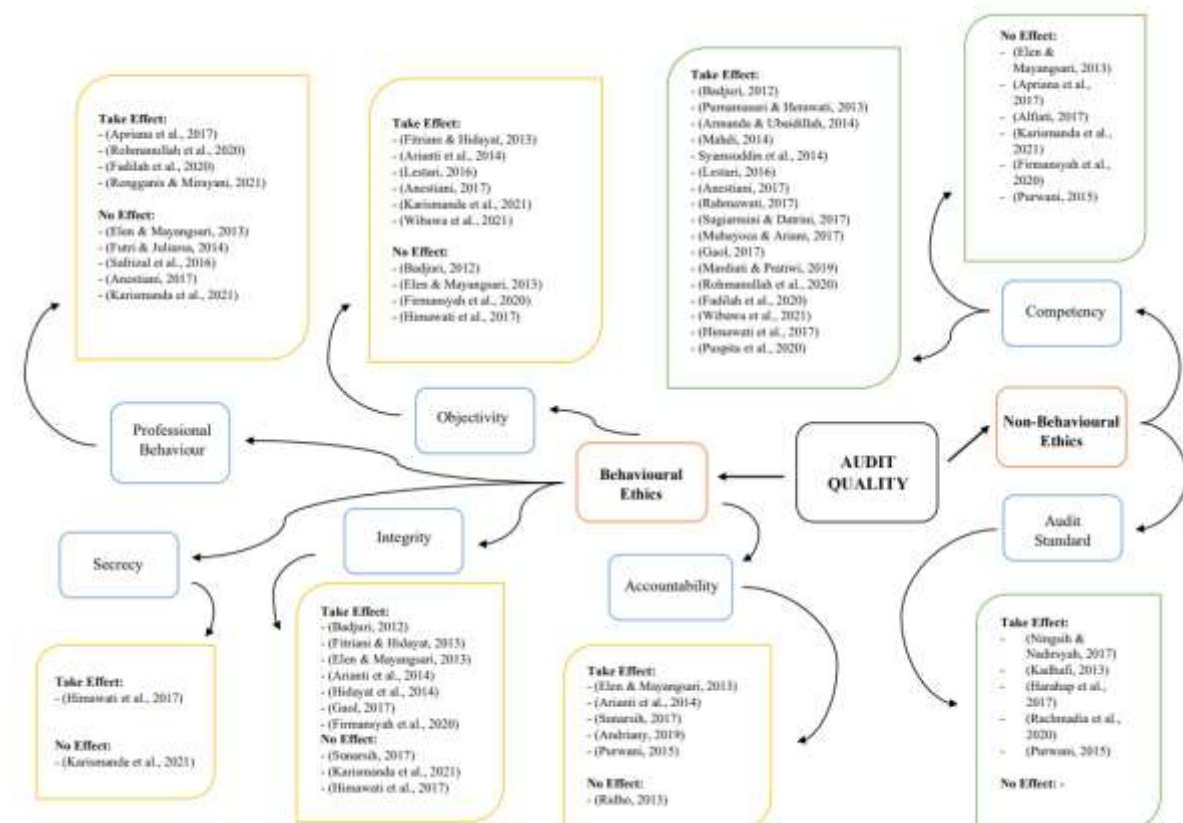 Take Effect:
- (Apriana et al., 2017)
- (Rohmanullah et al., 2020)
- (Fadilah et al., 2020)
- (Rengganis & Mirayani, 2021)
No Effect:
- (Elen & Mayangsari, 2013)
- (Futri & Juliarsa, 2014)
- (Safrizal et al., 2016)
- (Anestiani, 2017)
- (Karismanda et al., 2021)
Take Effect:
- (Fitriani & Hidayat, 2013)
- (Arianti et al., 2014)
- (Lestari, 2016)
- (Anestiani, 2017)
- (Karismande et al., 2021)
- (Wibawa et al., 2021)
No Effect:
- (Badjuri, 2012)
- (Elen & Mayangsari, 2013)
- (Firmansyah et al., 2020)
- (Himawati et al., 2017)
Take Effect:
- (Badjuri, 2012)
- (Purnamasari & Herawati, 2013)
- (Armanda & Ubaidillah, 2014)
- (Mahdi, 2014)
- Syamsuddin et al., 2014)
- (Lestari, 2016)
- (Anestiani, 2017)
- (Rahmawati, 2017)
- (Sugiarmini & Datrini, 2017)
- & Ariani, 2017)
- (Gaol, 2017)
- (Mardiati & Pratiwi, 2019)
- (Rohmanullah et al., 2020)
- (Fadilah et al., 2020)
- (Wibawa et al., 2021)
- (Himawati et al., 2017)
- (Puspita et al., 2020)
No Effect:
- (Elen &
Mayangsari, 2013)
- (Apriana et al.,
2017)
- (Alfiati, 2017)
- (Karismanda et al.,
2021)
- (Firmansyah et al.,
2020)
- (Purwani, 2015)
Competency
Professional
Behaviour
Objectivity
Behavioural
Ethics
AUDIT
QUALITY
Non-Behavioural
Ethics
Secrecy
Integrity
Accountability
Audit
Standard
Take Effect:
- (Himawati et al., 2017)
No Effect:
- (Karismande et al., 2021)
Take Effect:
- (Badjuri, 2012)
- (Fitriani & Hidayat, 2013)
- (Elen & Mayangsari, 2013)
- (Arianti et al., 2014)
- (Hidayat et al., 2014)
- (Gaol, 2017)
- (Firmansyah et al., 2020)
No Effect:
- (Sunarsih, 2017)
- (Karismanda et al., 2021)
- (Himawati et al., 2017)
Take Effect:
- (Elen & Mayangsari, 2013)
- (Arianti et al., 2014)
- (Sunarsih, 2017)
- (Andriany, 2019)
- (Purwani, 2015)
No Effect:
- (Ridho, 2013)
Take Effect:
- (Ningsih &
Nadirsyah, 2017)
- (Kadhafi, 2013)
- (Harahap et al.,
2017)
- (Rachmadia et al.,
2020)
- (Purwani, 2015)
No Effect: -